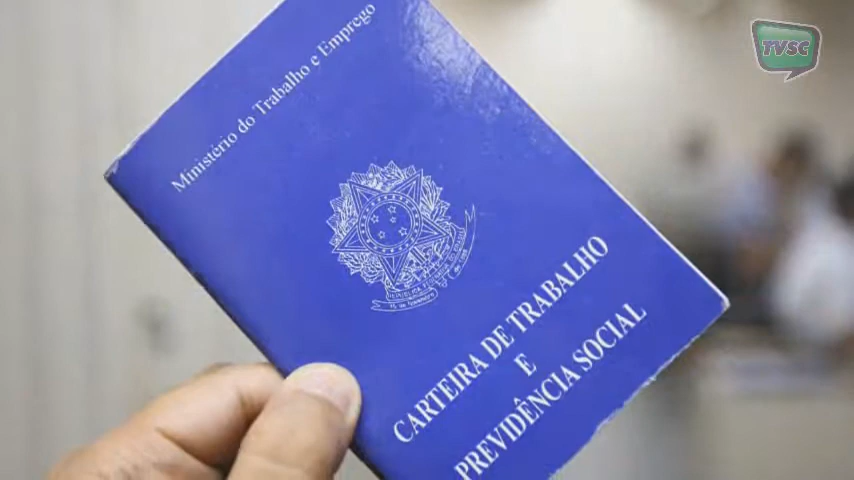 TVSC
Ministério do Trabalho e Emprego
CARTEIRA DE TRABALHO
E
PREVIDÊNCIA SOCIAL